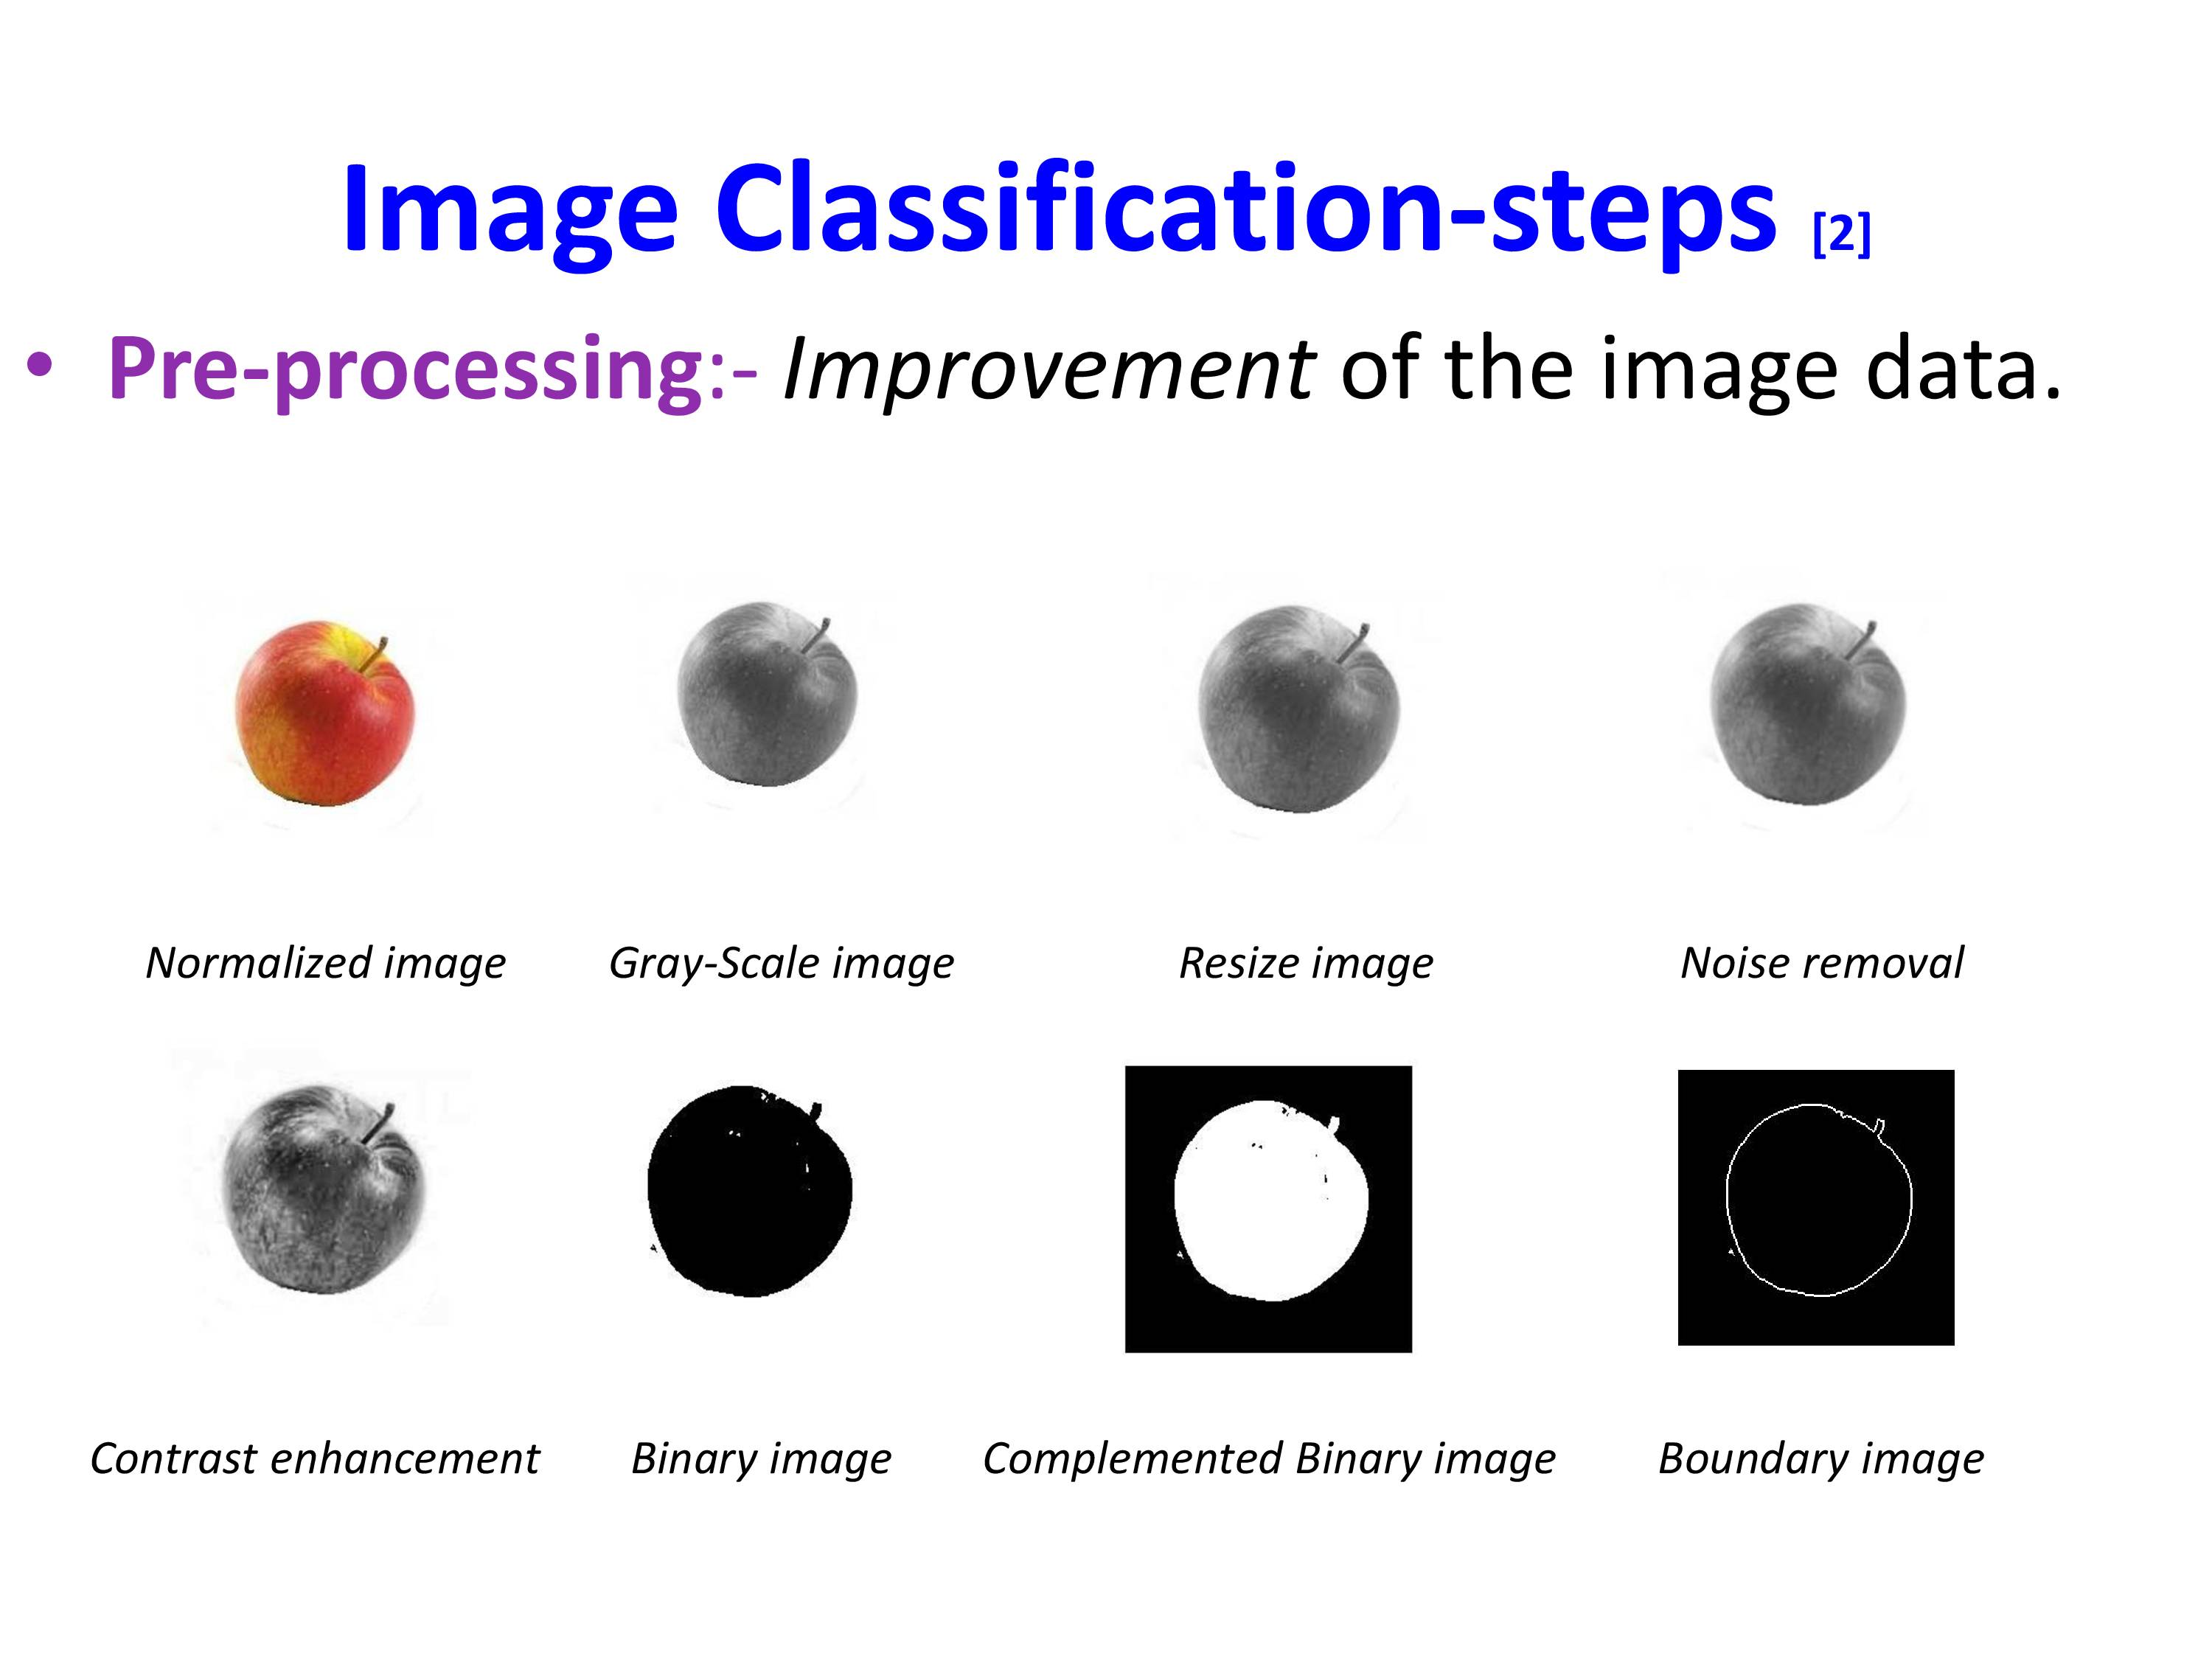 Image Classification-steps [2]
• Pre-processing:- Improvement of the image data.
Normalized image
Gray-Scale image
Resize image
Noise removal
Contrast enhancement
Binary image
Complemented Binary image
Boundary image